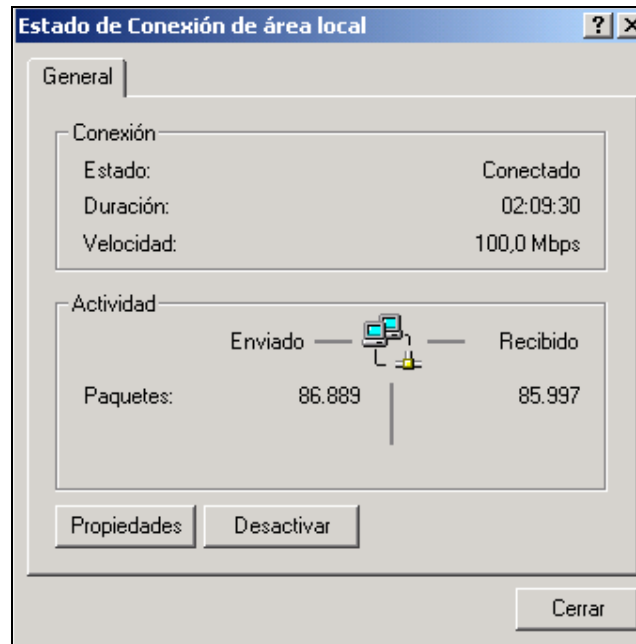 Estado de Conexión de área local
General
Conexión
Estado: Conectado
Duración: 02:09:30
Velocidad: 100,0 Mbps
Actividad
Enviado Recibido
Paquetes: 86.889 85.997
Propiedades Desactivar
Cerrar